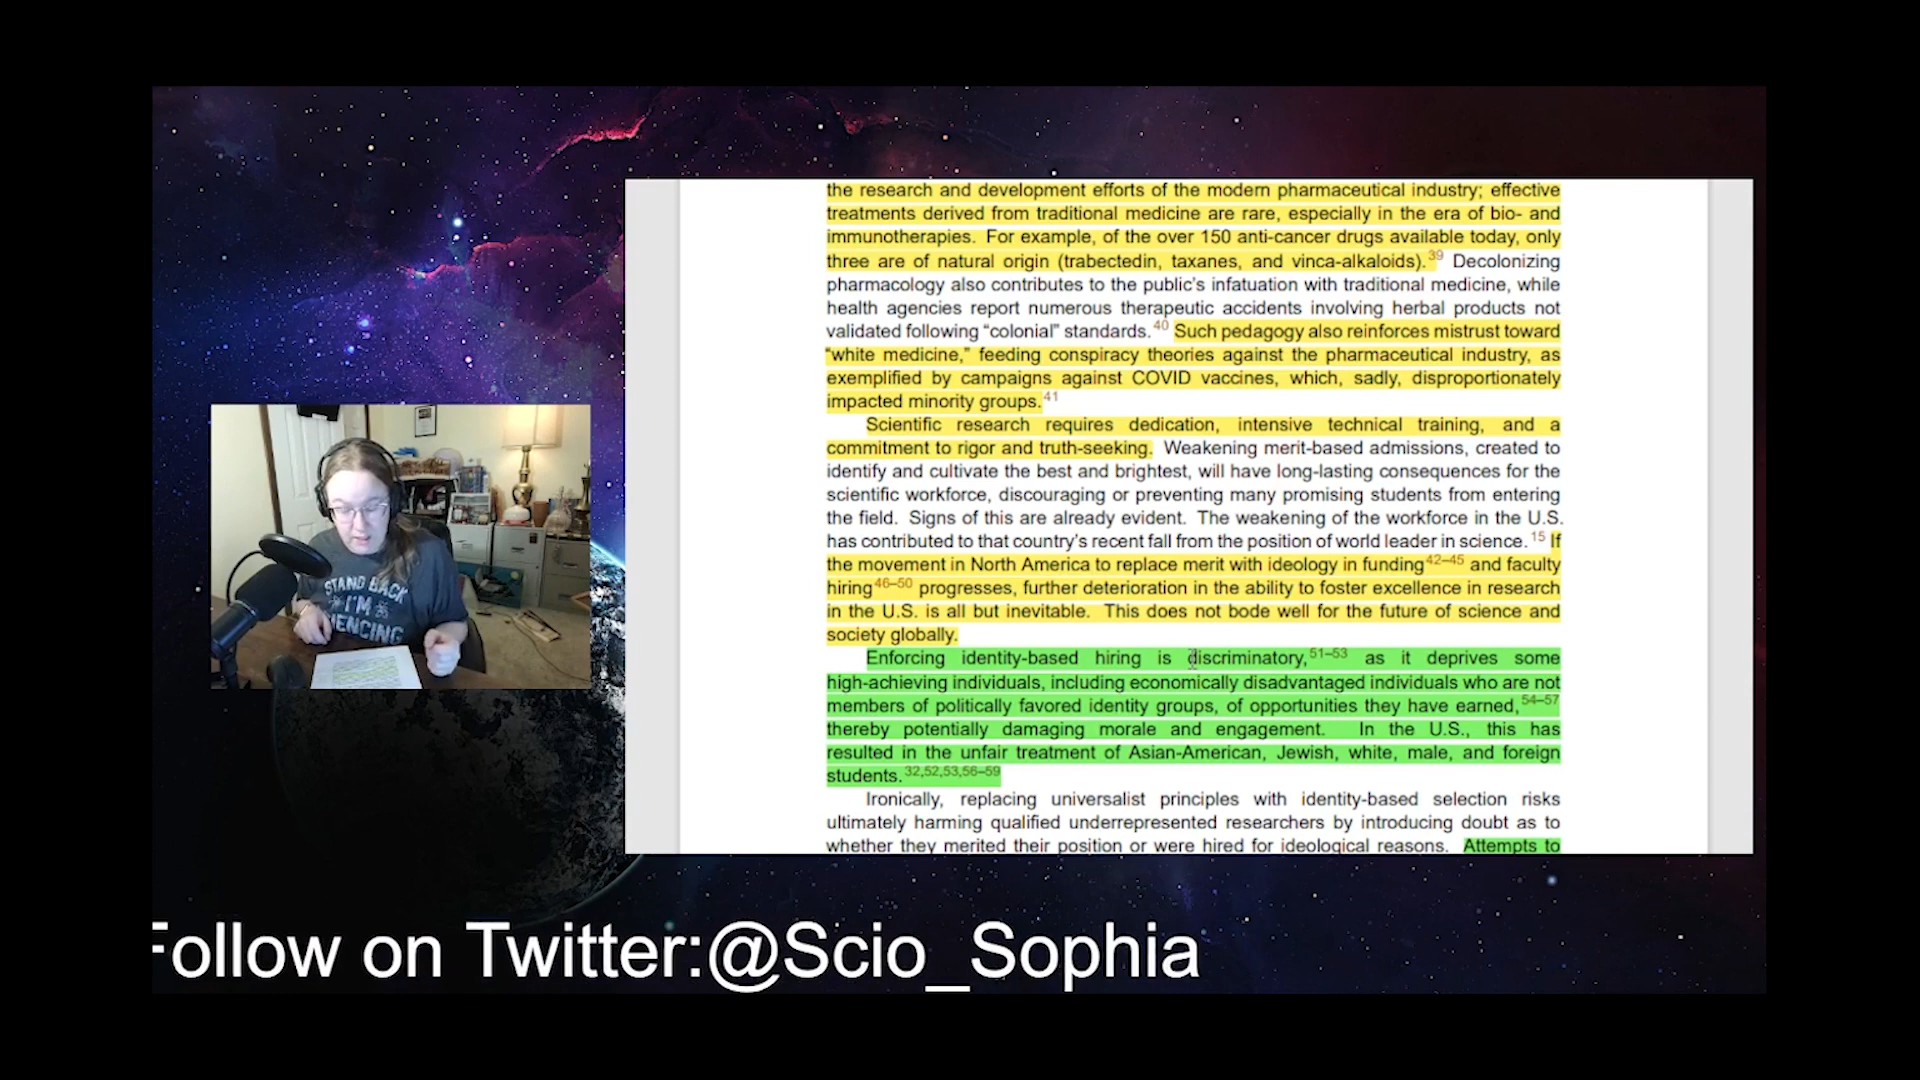 the research and development efforts of the modern pharmaceutical industry; effective
treatments derived from traditional medicine are rare, especially in the era of bio- and
immunotherapies. For example, of the over 150 anti-cancer drugs available today, only
three are of natural origin (trabectedin, taxanes, and vinca-alkaloids).39 Decolonizing
pharmacology also contributes to the public's infatuation with traditional medicine, while
health agencies report numerous therapeutic accidents involving herbal products not
validated following “colonial” standards.40 Such pedagogy also reinforces mistrust toward
“white medicine,” feeding conspiracy theories against the pharmaceutical industry, as
exemplified by campaigns against COVID vaccines, which, sadly, disproportionately
impacted minority groups.41
Scientific research requires dedication, intensive technical training, and a
commitment to rigor and truth-seeking. Weakening merit-based admissions, created to
identify and cultivate the best and brightest, will have long-lasting consequences for the
scientific workforce, discouraging or preventing many promising students from entering
the field. Signs of this are already evident. The weakening of the workforce in the U.S.
has contributed to that country's recent fall from the position of world leader in science.15 If
the movement in North America to replace merit with ideology in funding42–45 and faculty
hiring46–50 progresses, further deterioration in the ability to foster excellence in research
in the U.S. is all but inevitable. This does not bode well for the future of science and
society globally.
Enforcing identity-based hiring is discriminatory,51–53 as it deprives some
high-achieving individuals, including economically disadvantaged individuals who are not
members of politically favored identity groups, of opportunities they have earned,54–57
thereby potentially damaging morale and engagement. In the U.S., this has
resulted in the unfair treatment of Asian-American, Jewish, white, male, and foreign
students.32,52,53,56–59
Ironically, replacing universalist principles with identity-based selection risks
ultimately harming qualified underrepresented researchers by introducing doubt as to
whether they merited their position or were hired for ideological reasons. Attempts to
STAND BACK
I'M
Follow on Twitter:@Scio_Sophia